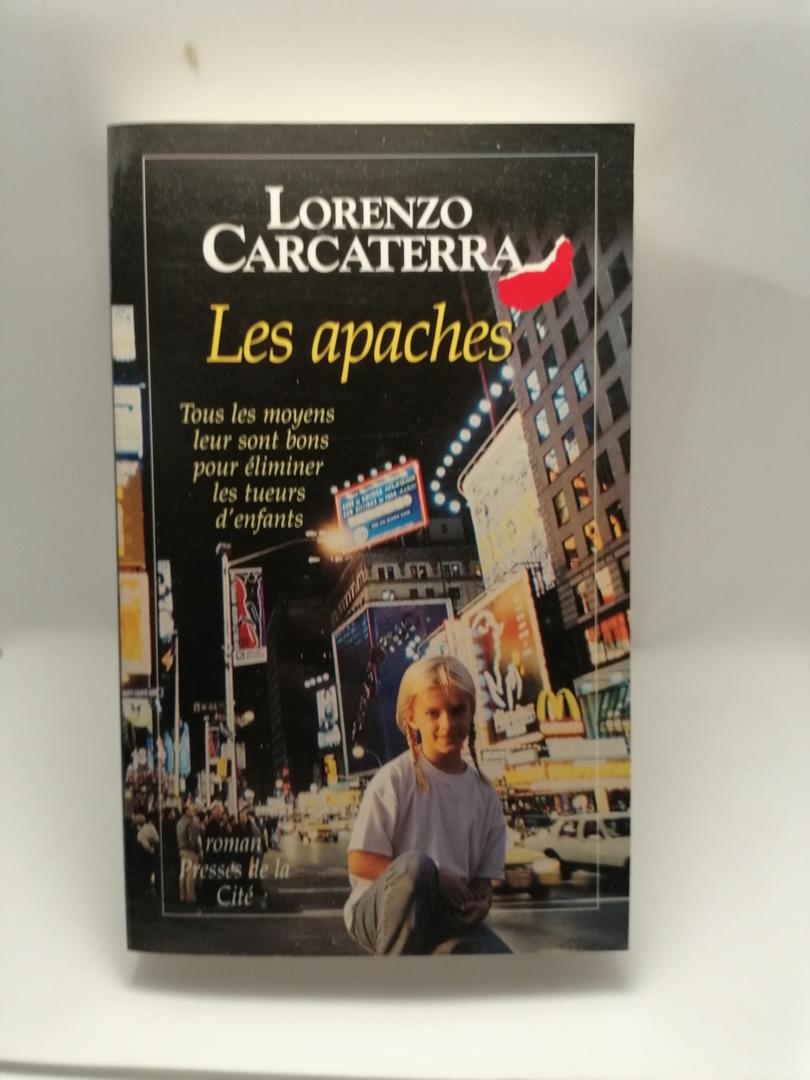 LORENZO
CARCATERRA
Les apaches
Tous les moyens
leur sont bons
pour éliminer
les tueurs
d'enfants
roman
Presses de la
Cité